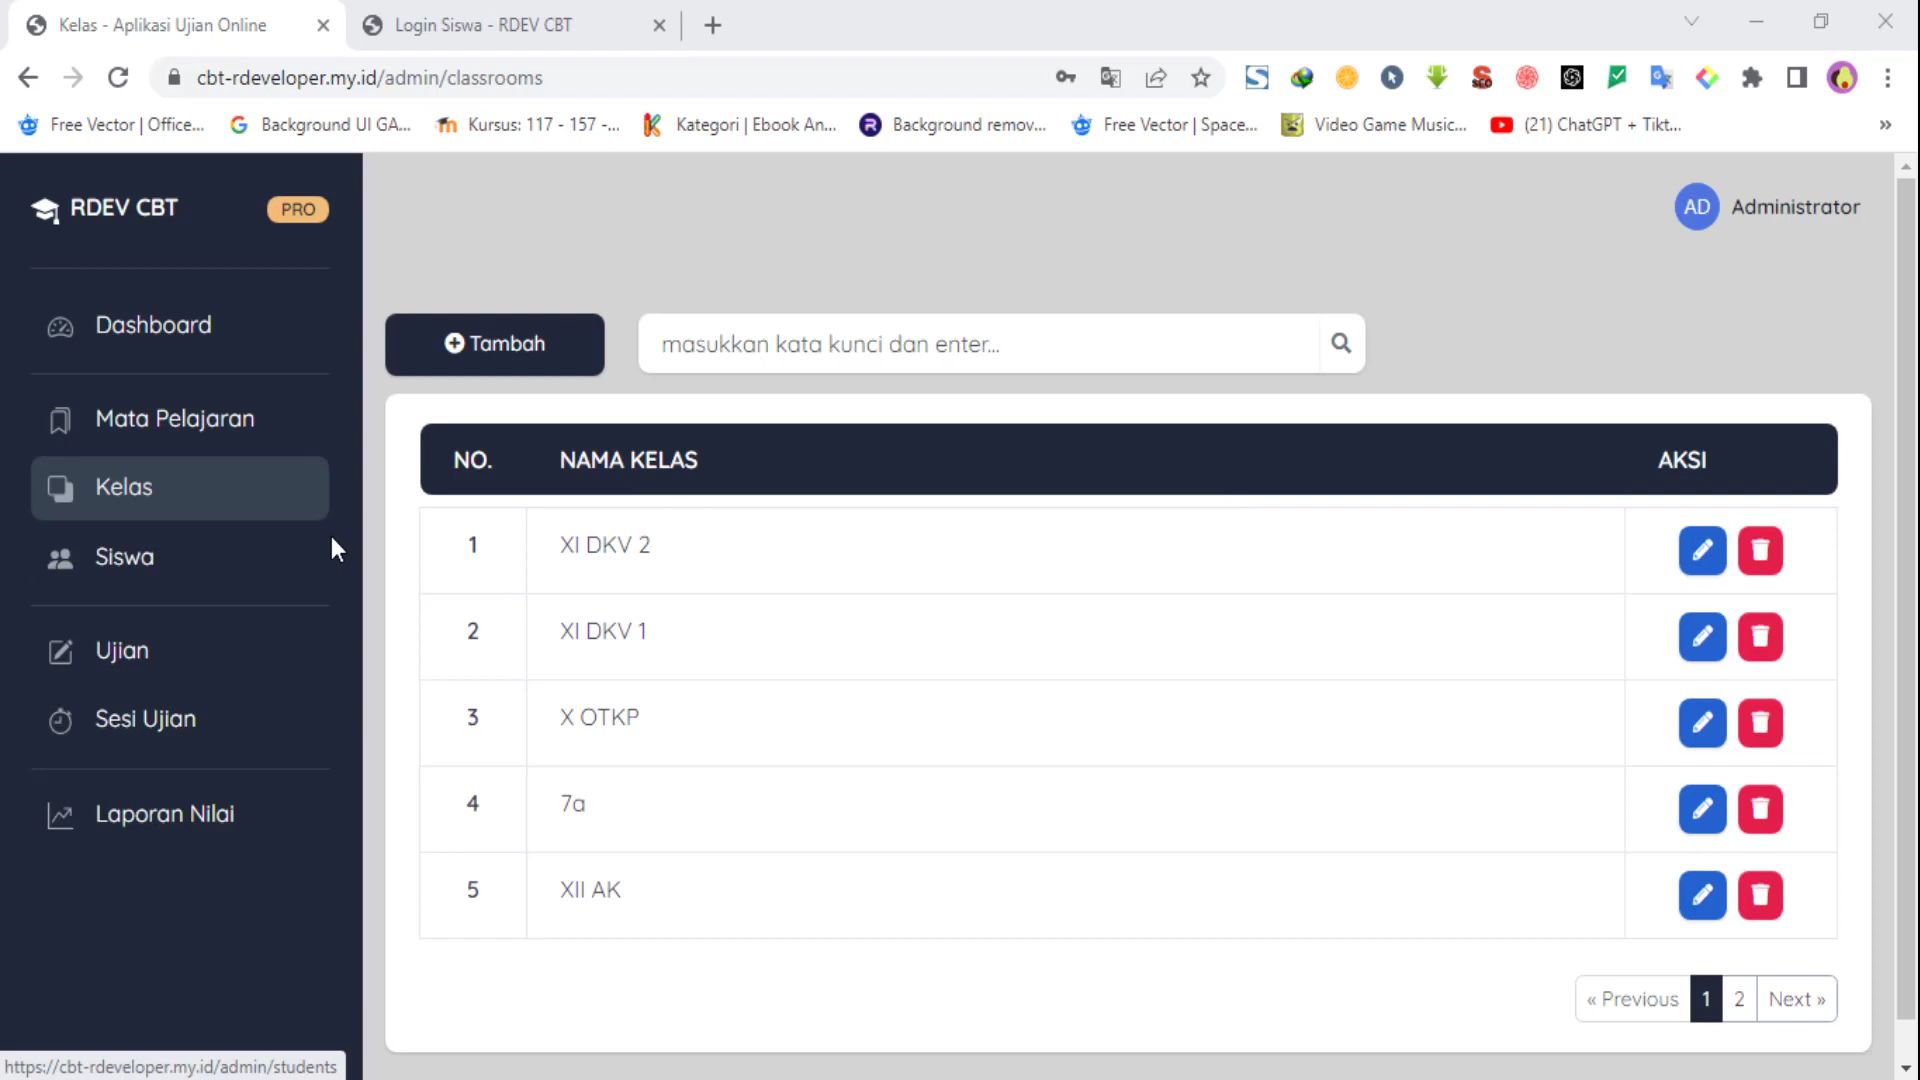 Kelas - Aplikasi Ujian Online
Login Siswa - RDEV CBT
cbt-rdeveloper.my.id/admin/classrooms
Free Vector | Office...
Background UI GA...
Kursus: 117 - 157 -...
Kategori | Ebook An...
Background remov...
Free Vector | Space...
Video Game Music...
(21) ChatGPT + Tikt...
»
RDEV CBT
PRO
AD
Administrator
Dashboard
Mata Pelajaran
Kelas
Siswa
Ujian
Sesi Ujian
Laporan Nilai
Tambah
masukkan kata kunci dan enter...
NO. NAMA KELAS AKSI
1 XI DKV 2
2 XI DKV 1
3 X OTKP
4 7a
5 XII AK
« Previous 1 2 Next »
https://cbt-rdeveloper.my.id/admin/students